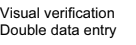 Visual verification
Double data entry